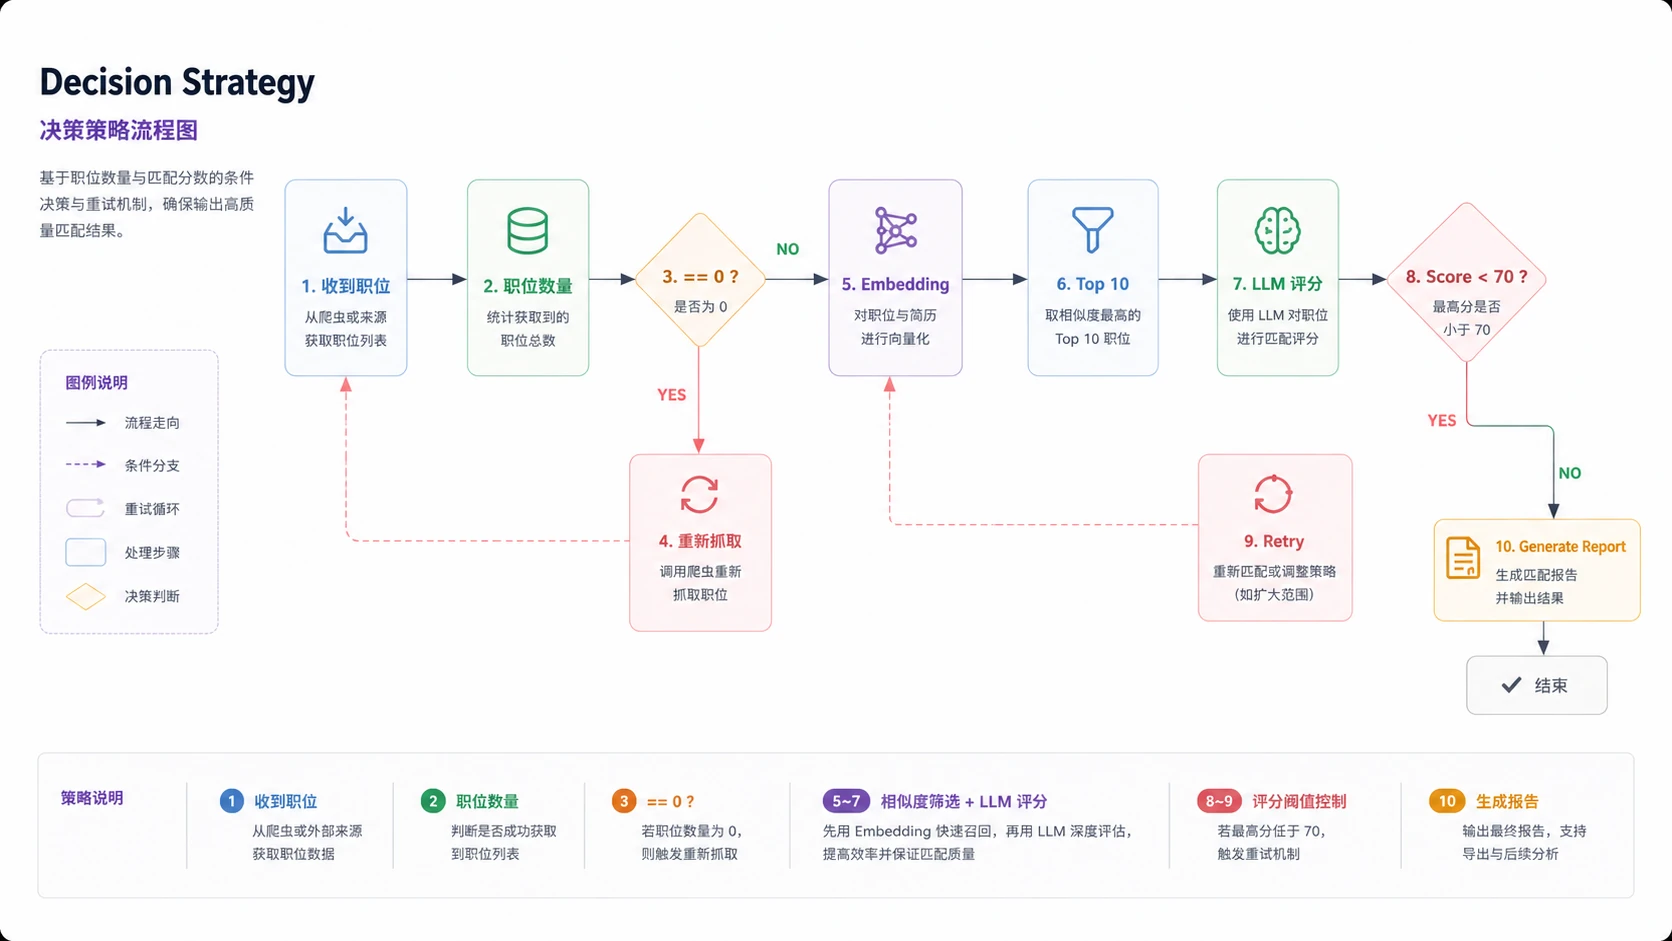 Decision Strategy
决策策略流程图
基于职位数量与匹配分数的条件
决策与重试机制，确保输出高质
量匹配结果。
图例说明
流程走向
条件分支
重试循环
处理步骤
决策判断
1. 收到职位
从爬虫或来源
获取职位列表
2. 职位数量
统计获取到的
职位总数
3. == 0 ?
是否为 0
NO
YES
4. 重新抓取
调用爬虫重新
抓取职位
5. Embedding
对职位与简历
进行向量化
6. Top 10
取相似度最高的
Top 10 职位
7. LLM 评分
使用 LLM 对职位
进行匹配评分
8. Score < 70 ?
最高分是否
小于 70
YES
NO
9. Retry
重新匹配或调整策略
（如扩大范围）
10. Generate Report
生成匹配报告
并输出结果
结束
策略说明
1 收到职位
从爬虫或外部来源
获取职位数据
2 职位数量
判断是否成功获取
到职位列表
3 == 0 ?
若职位数量为 0，
则触发重新抓取
5~7 相似度筛选 + LLM 评分
先用 Embedding 快速召回，再用 LLM 深度评估，
提高效率并保证匹配质量
8~9 评分阈值控制
若最高分低于 70，
触发重试机制
10 生成报告
输出最终报告，支持
导出与后续分析